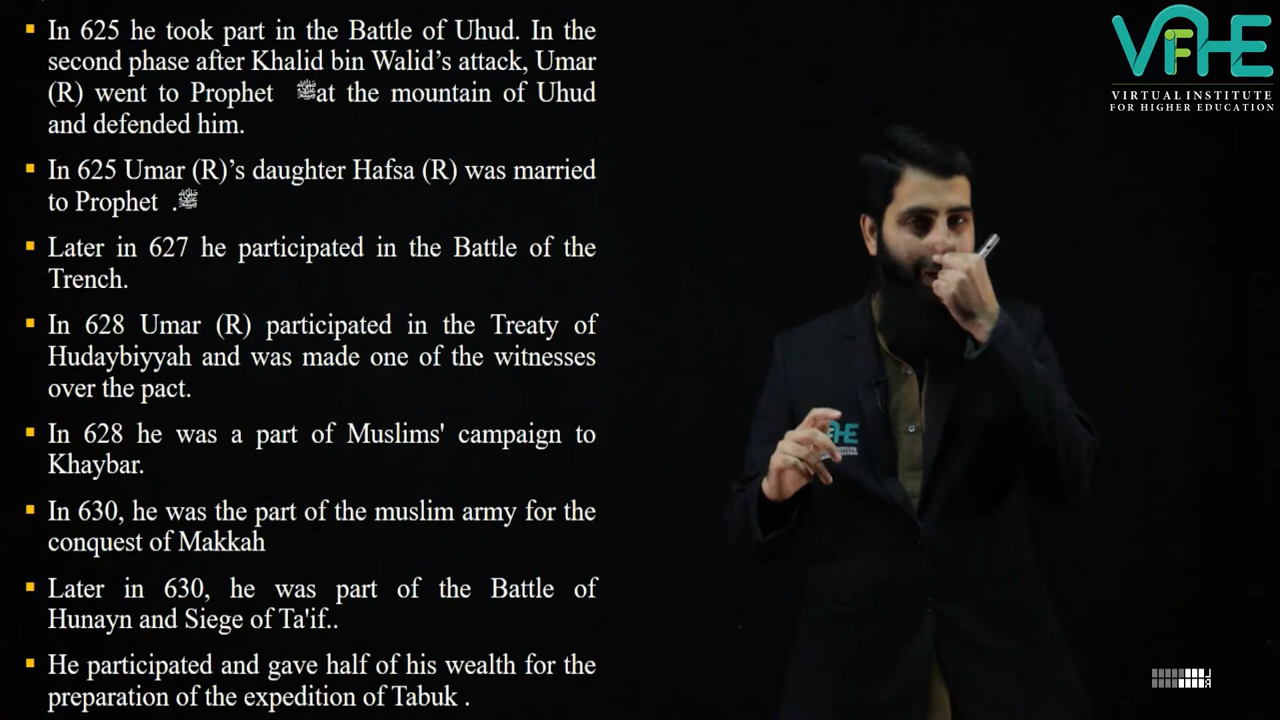 In 625 he took part in the Battle of Uhud. In the
second phase after Khalid bin Walid's attack, Umar
(R) went to Prophet ﷺat the mountain of Uhud
and defended him.
In 625 Umar (R)'s daughter Hafsa (R) was married
to Prophet .ﷺ
Later in 627 he participated in the Battle of the
Trench.
In 628 Umar (R) participated in the Treaty of
Hudaybiyyah and was made one of the witnesses
over the pact.
In 628 he was a part of Muslims' campaign to
Khaybar.
In 630, he was the part of the muslim army for the
conquest of Makkah
Later in 630, he was part of the Battle of
Hunayn and Siege of Ta'if..
He participated and gave half of his wealth for the
preparation of the expedition of Tabuk .
VIFHE
VIRTUAL INSTITUTE
FOR HIGHER EDUCATION
L
R